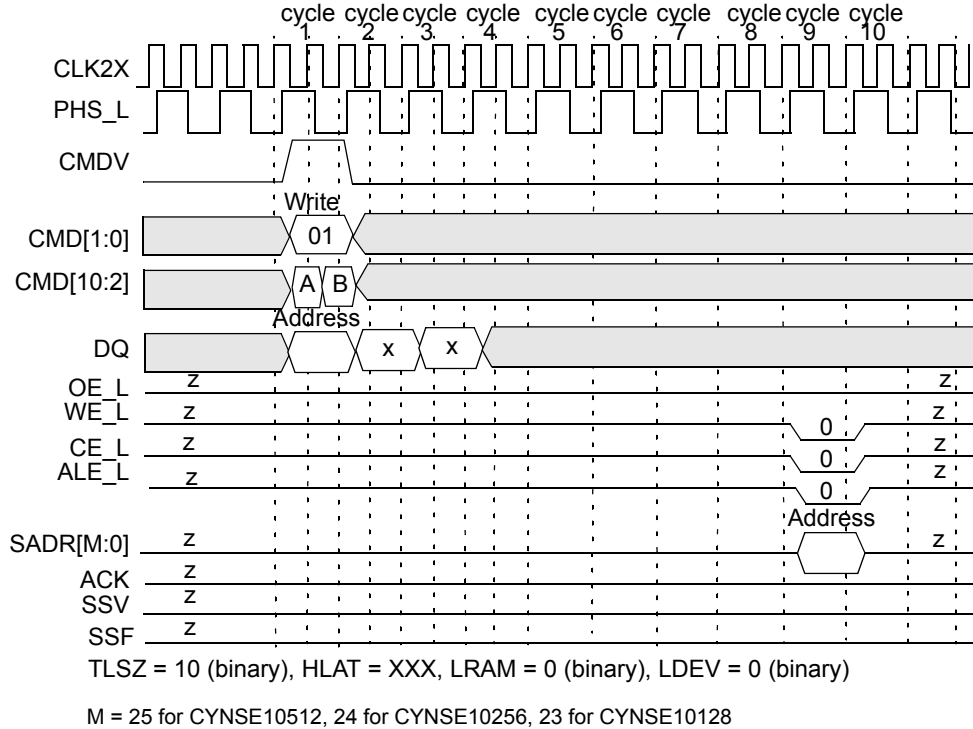 cycle cycle cycle cycle cycle cycle cycle cycle cycle cycle
1 2 3 4 5 6 7 8 9 10
CLK2X
PHS_L
CMDV
Write
CMD[1:0] 01
CMD[10:2] A B
Address
DQ x x
OE_L z z
WE_L z 0 z
CE_L z 0 z
ALE_L z 0 z
Address
SADR[M:0] z z
ACK z
SSV z
SSF z
TLSZ = 10 (binary), HLAT = XXX, LRAM = 0 (binary), LDEV = 0 (binary)
M = 25 for CYNSE10512, 24 for CYNSE10256, 23 for CYNSE10128